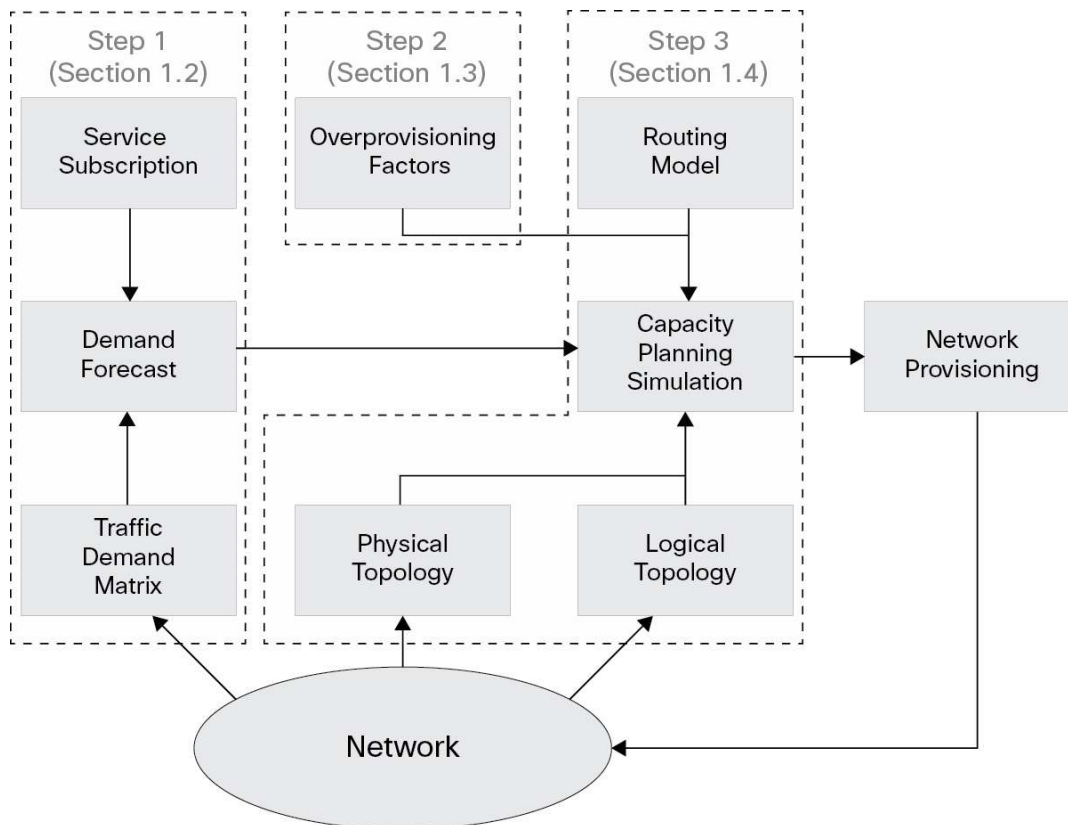 Step 1
(Section 1.2)
Step 2
(Section 1.3)
Step 3
(Section 1.4)
Service
Subscription
Overprovisioning
Factors
Routing
Model
Demand
Forecast
Capacity
Planning
Simulation
Network
Provisioning
Traffic
Demand
Matrix
Physical
Topology
Logical
Topology
Network